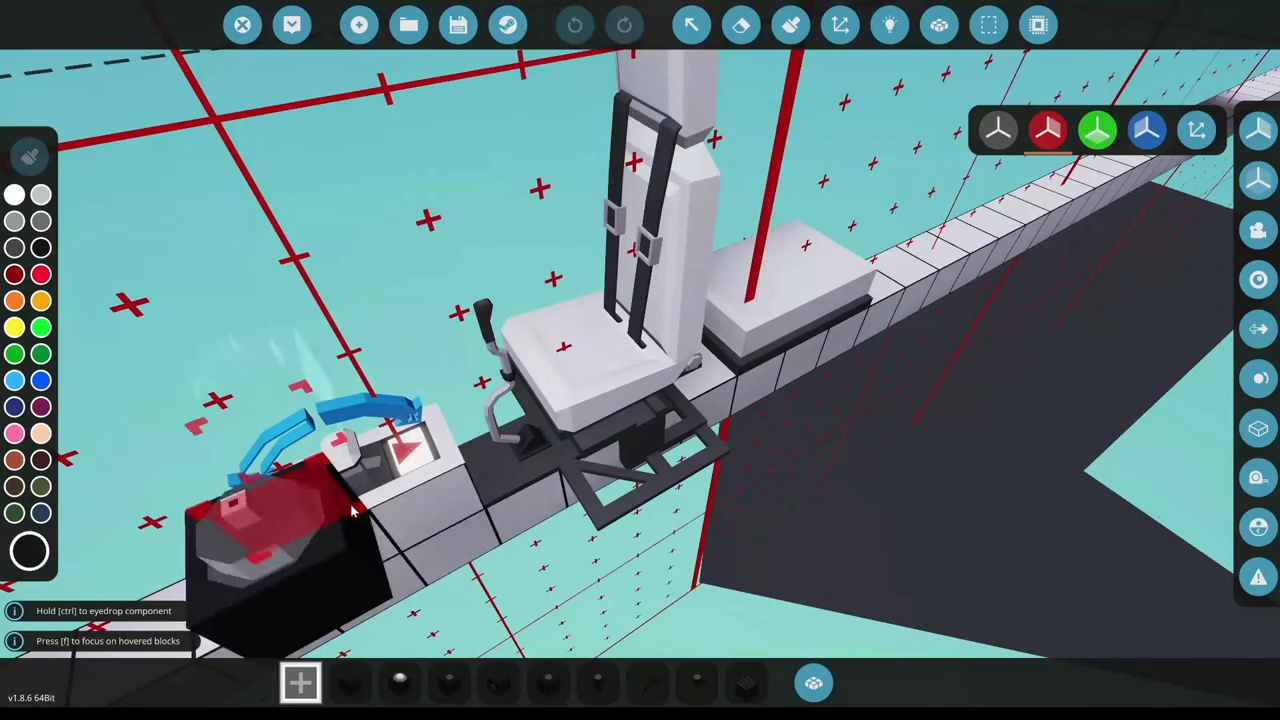 Hold [ctrl] to eyedrop component
Press [f] to focus on hovered blocks
v1.8.6 64Bit